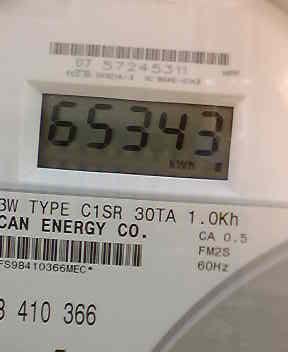 07 57245311
65343
KWH
3W TYPE C1SR 30TA 1.0Kh
CAN ENERGY CO.
CA 0.5
FM2S
60Hz
FS98410366MEC*
410 366